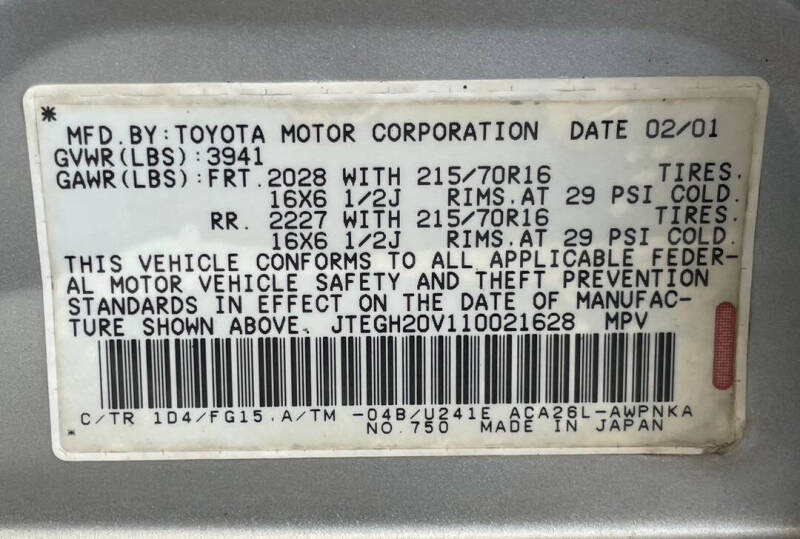 *
MFD.BY:TOYOTA MOTOR CORPORATION DATE 02/01
GVWR(LBS):3941
GAWR(LBS):FRT.2028 WITH 215/70R16 TIRES.
16X6 1/2J RIMS.AT 29 PSI COLD.
RR. 2227 WITH 215/70R16 TIRES.
16X6 1/2J RIMS.AT 29 PSI COLD.
THIS VEHICLE CONFORMS TO ALL APPLICABLE FEDER-
AL MOTOR VEHICLE SAFETY AND THEFT PREVENTION
STANDARDS IN EFFECT ON THE DATE OF MANUFAC-
TURE SHOWN ABOVE. JTEGH20V110021628 MPV
C/TR 1D4/FG15.A/TM -04B/U241E ACA26L-AWPNKA
* NO.750 MADE IN JAPAN